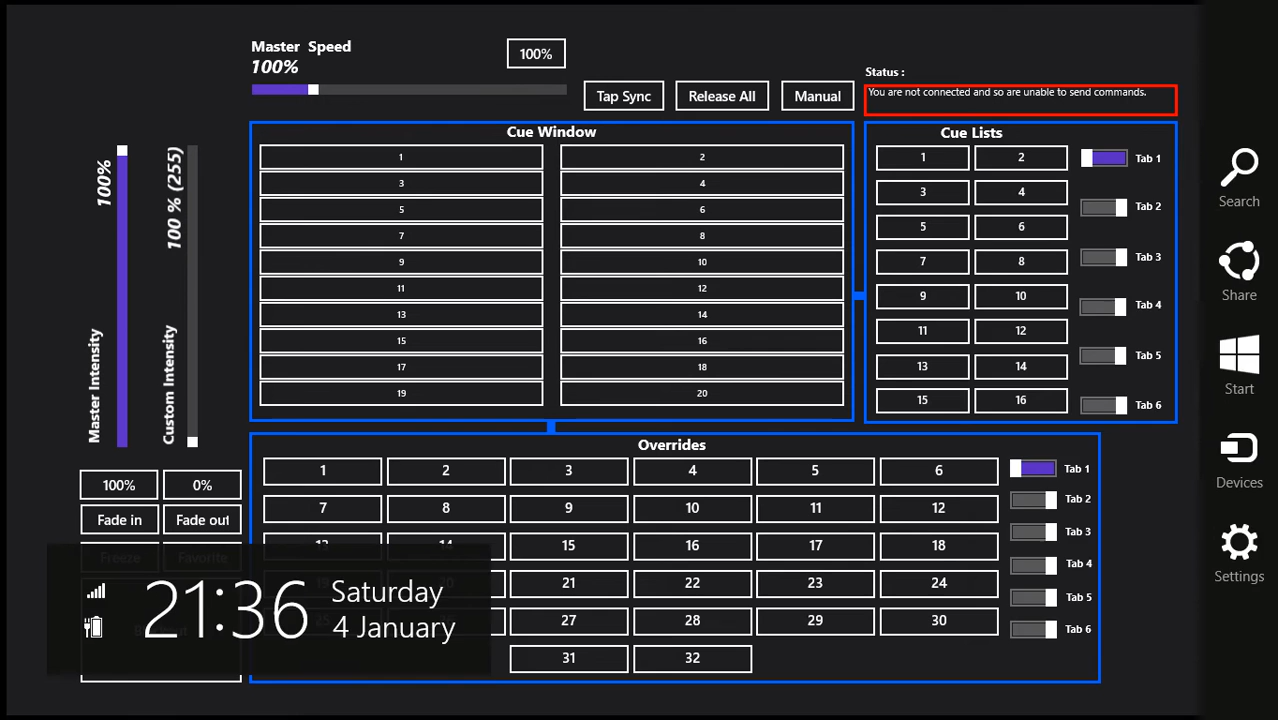 Master Speed
100%
100%
Tap Sync
Release All
Manual
Status :
You are not connected and so are unable to send commands.
Master Intensity
100%
Custom Intensity
100 % (255)
Cue Window
1 2
3 4
5 6
7 8
9 10
11 12
13 14
15 16
17 18
19 20
Cue Lists
1 2
3 4
5 6
7 8
9 10
11 12
13 14
15 16
Tab 1
Tab 2
Tab 3
Tab 4
Tab 5
Tab 6
100% 0%
Fade in Fade out
Freeze Favorite
Overrides
1 2 3 4 5 6
7 8 9 10 11 12
13 14 15 16 17 18
19 20 21 22 23 24
25 27 28 29 30
31 32
Tab 1
Tab 2
Tab 3
Tab 4
Tab 5
Tab 6
21:36
Saturday
4 January
Search
Share
Start
Devices
Settings